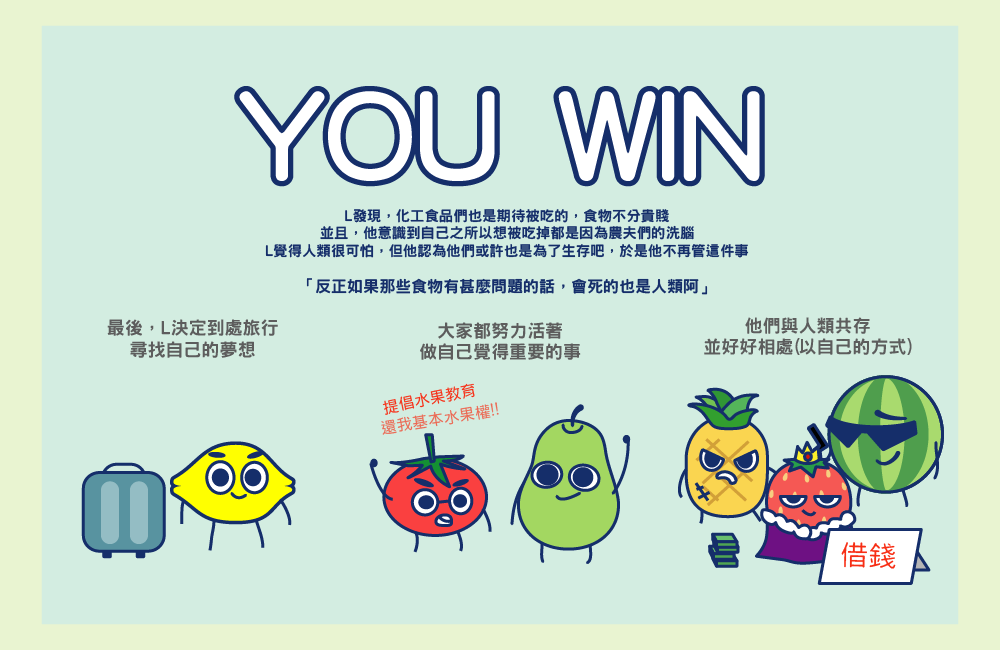 YOU WIN
L發現，化工食品們也是期待被吃的，食物不分貴賤
並且，他意識到自己之所以想被吃掉都是因為農夫們的洗腦
L覺得人類很可怕，但他認為他們或許也是為了生存吧，於是他不再管這件事
「反正如果那些食物有甚麼問題的話，會死的也是人類阿」
最後，L決定到處旅行
尋找自己的夢想
大家都努力活著
做自己覺得重要的事
他們與人類共存
並好好相處(以自己的方式)
提倡水果教育
還我基本水果權!!
借錢